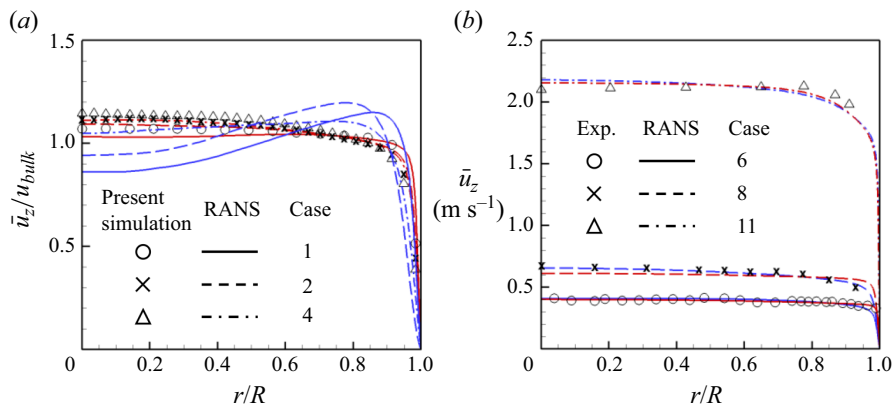 (a)
1.5
1.0
0.5
ū_z/u_bulk
Present simulation RANS Case
1
2
4
0 0.2 0.4 0.6 0.8 1.0
r/R
(b)
2.5
2.0
1.5
1.0
0.5
ū_z
(m s⁻¹)
Exp. RANS Case
6
8
11
0 0.2 0.4 0.6 0.8 1.0
r/R